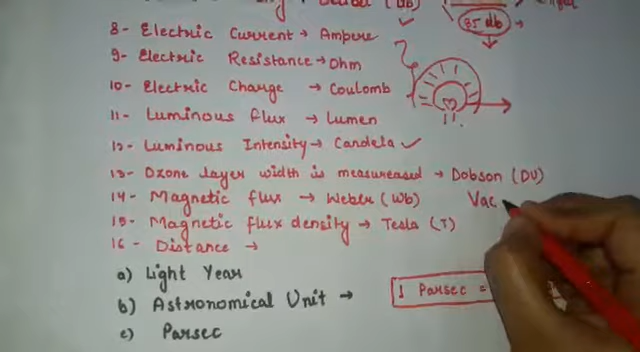 (dB)
85 db
8- Electric Current → Ampere
9- Electric Resistance → Ohm
10- Electric Charge → Coulomb
11- Luminous flux → Lumen
12- Luminous Intensity → Candela ✓
13- Ozone layer width is measured → Dobson (DU)
14- Magnetic flux → Weber (Wb)
Vac
15- Magnetic flux density → Tesla (T)
16- Distance →
a) Light Year
b) Astronomical Unit →
1 Parsec =
c) Parsec